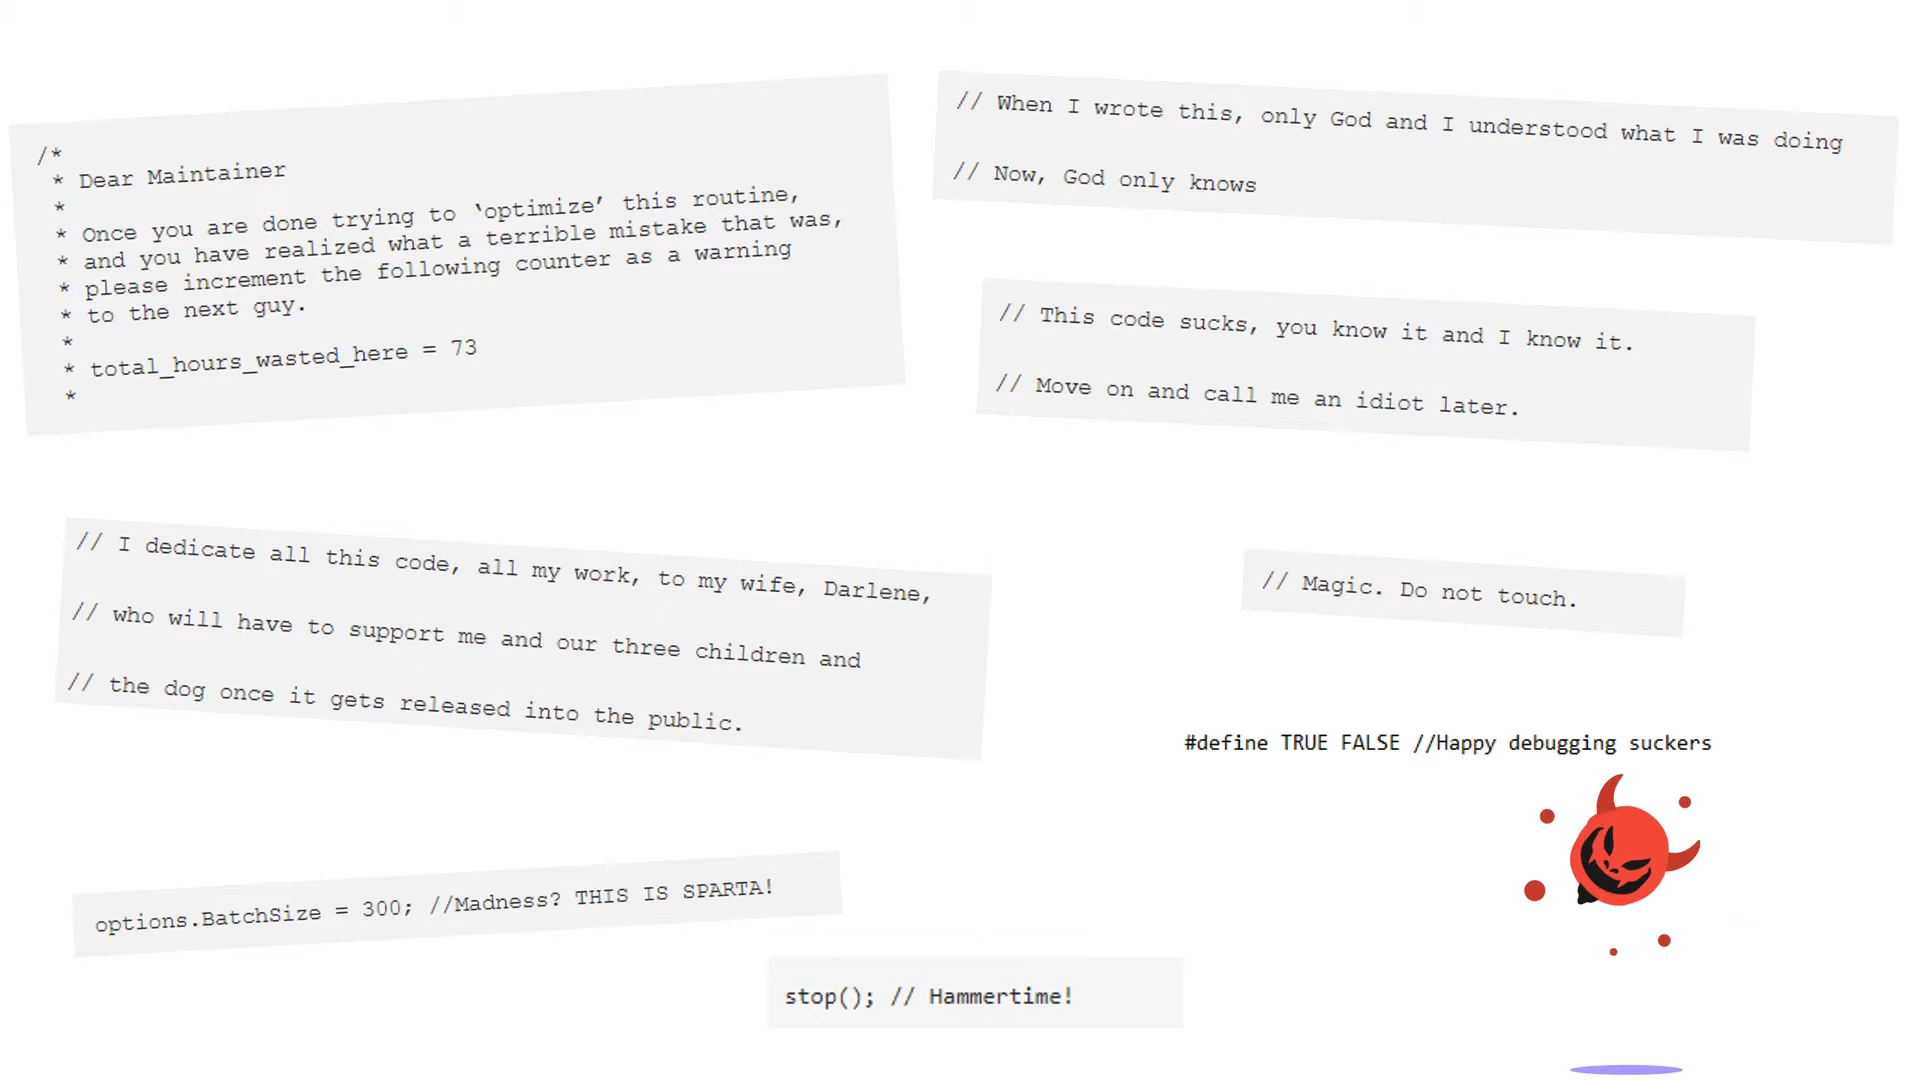 /*
* Dear Maintainer
*
* Once you are done trying to ‘optimize’ this routine,
* and you have realized what a terrible mistake that was,
* please increment the following counter as a warning
* to the next guy.
*
* total_hours_wasted_here = 73
*
// When I wrote this, only God and I understood what I was doing
// Now, God only knows
// This code sucks, you know it and I know it.
// Move on and call me an idiot later.
// I dedicate all this code, all my work, to my wife, Darlene,
// who will have to support me and our three children and
// the dog once it gets released into the public.
// Magic. Do not touch.
#define TRUE FALSE //Happy debugging suckers
options.BatchSize = 300; //Madness? THIS IS SPARTA!
stop(); // Hammertime!